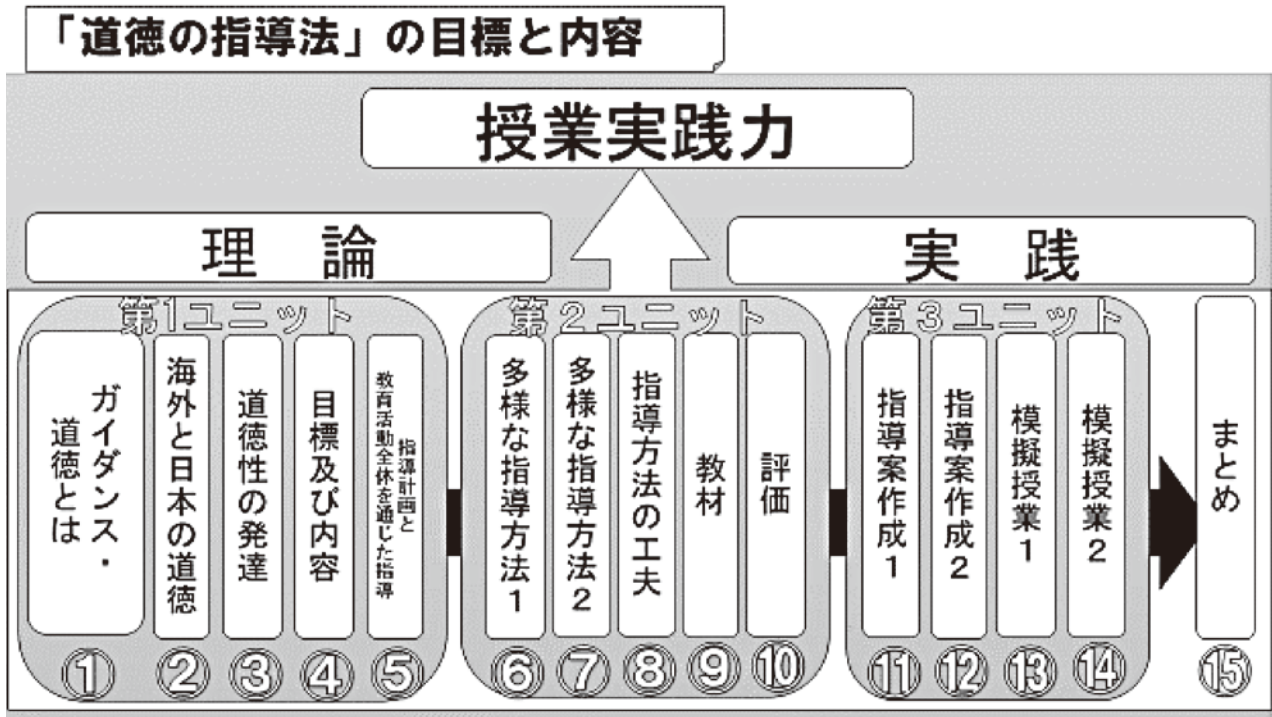 「道徳の指導法」の目標と内容
授業実践力
理　論
実　践
第1ユニット
ガイダンス・
道徳とは
①
海外と日本の道徳
②
道徳性の発達
③
目標及び内容
④
指導計画と
教育活動全体を通じた指導
⑤
第2ユニット
多様な指導方法1
⑥
多様な指導方法2
⑦
指導方法の工夫
⑧
教材
⑨
評価
⑩
第3ユニット
指導案作成1
⑪
指導案作成2
⑫
模擬授業1
⑬
模擬授業2
⑭
まとめ
⑮